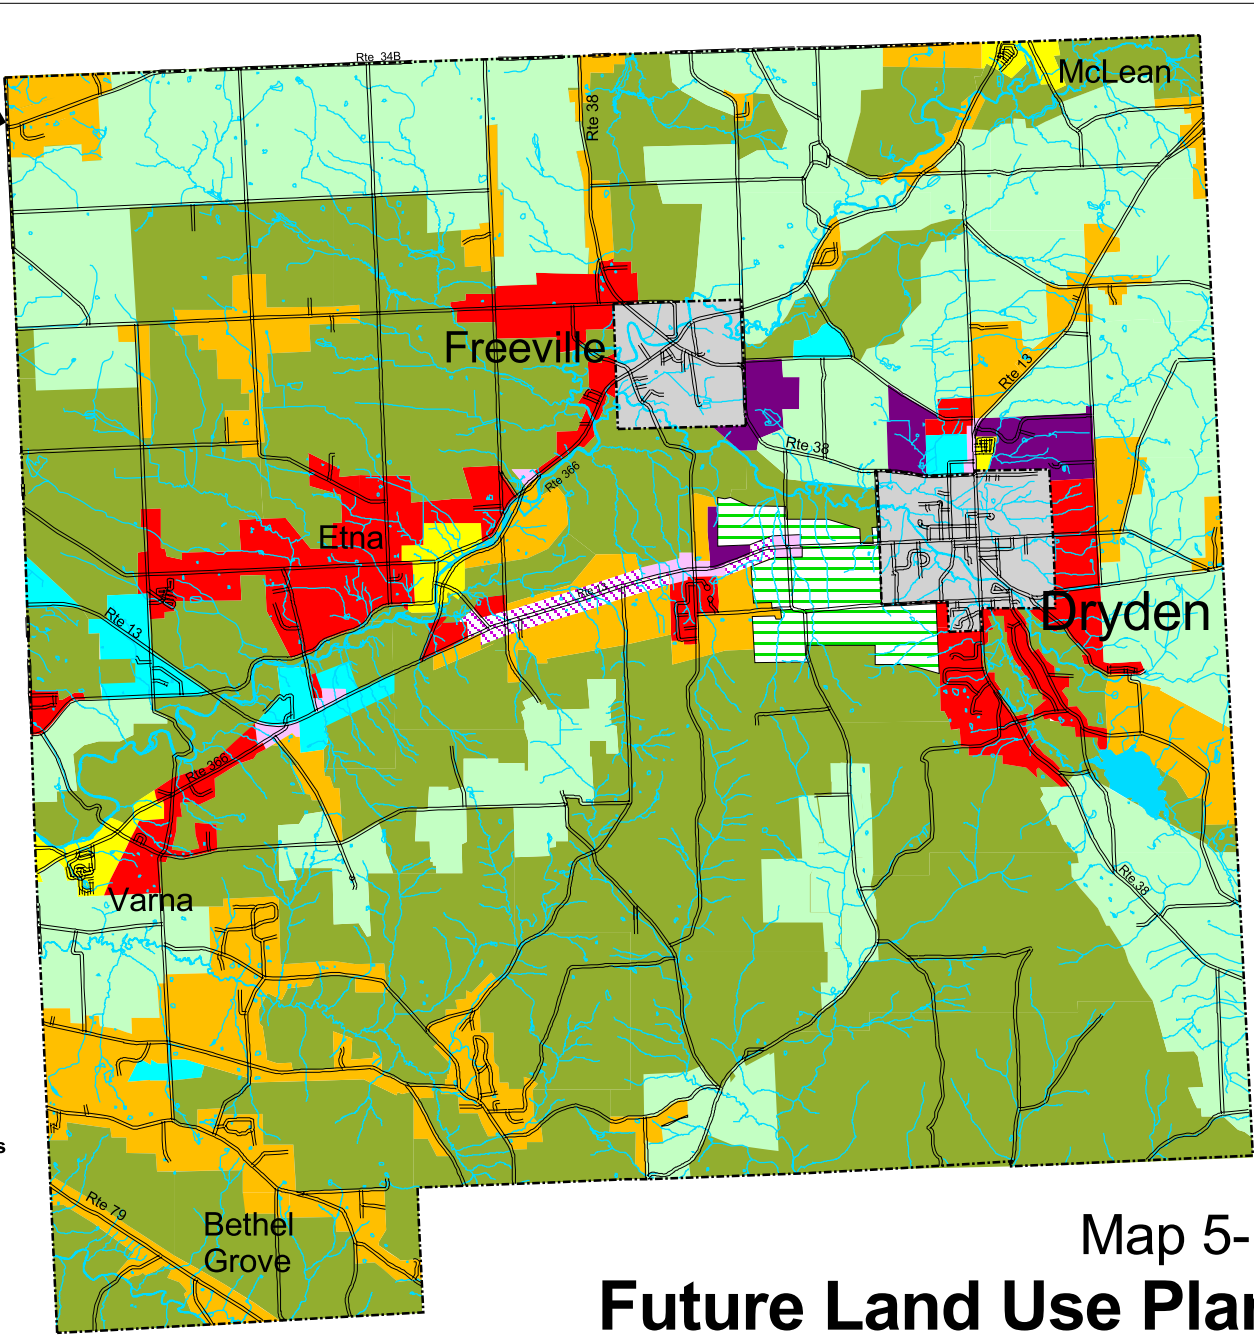 Rte 34B
McLean
Rte 38
Freeville
Rte 13
Rte 38
Rte 366
Etna
Dryden
Rte 13
Rte 366
Varna
Rte 38
s
Rte 79
Bethel
Grove
Map 5-
Future Land Use Plan